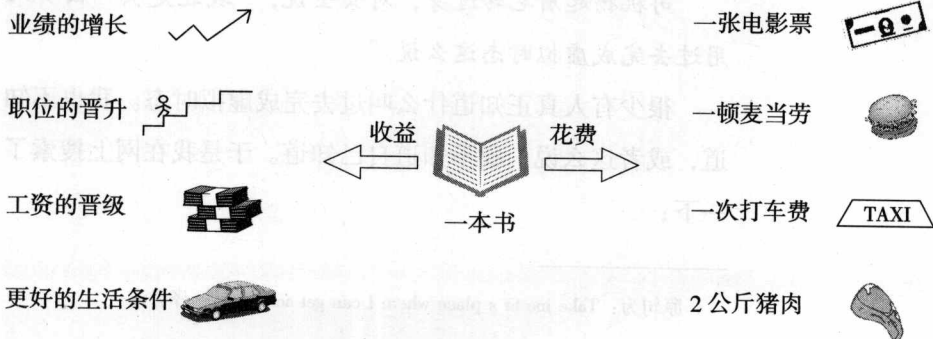 业绩的增长
一张电影票
职位的晋升
收益
花费
一顿麦当劳
工资的晋级
一本书
一次打车费
TAXI
更好的生活条件
2公斤猪肉